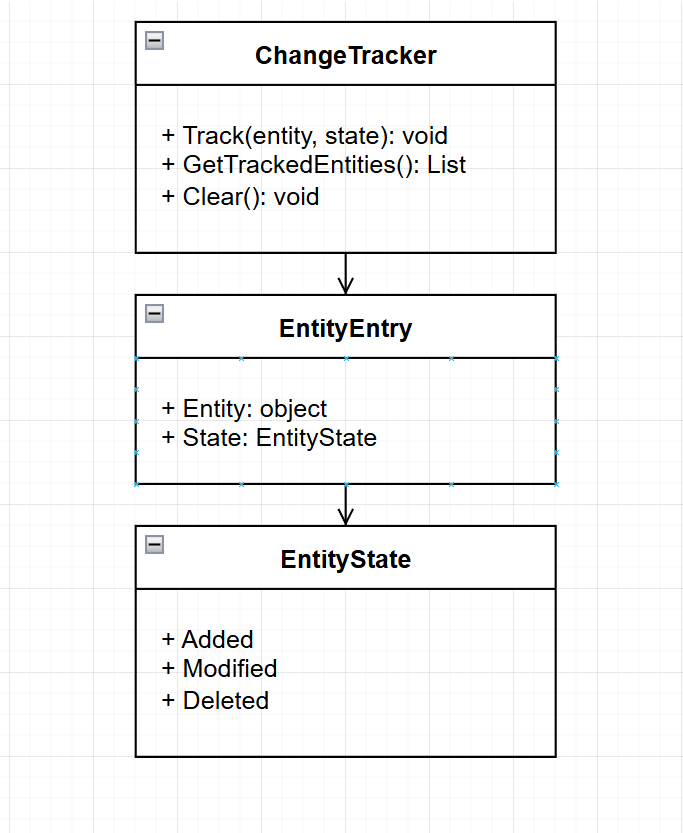 ChangeTracker
+ Track(entity, state): void
+ GetTrackedEntities(): List
+ Clear(): void
EntityEntry
+ Entity: object
+ State: EntityState
EntityState
+ Added
+ Modified
+ Deleted